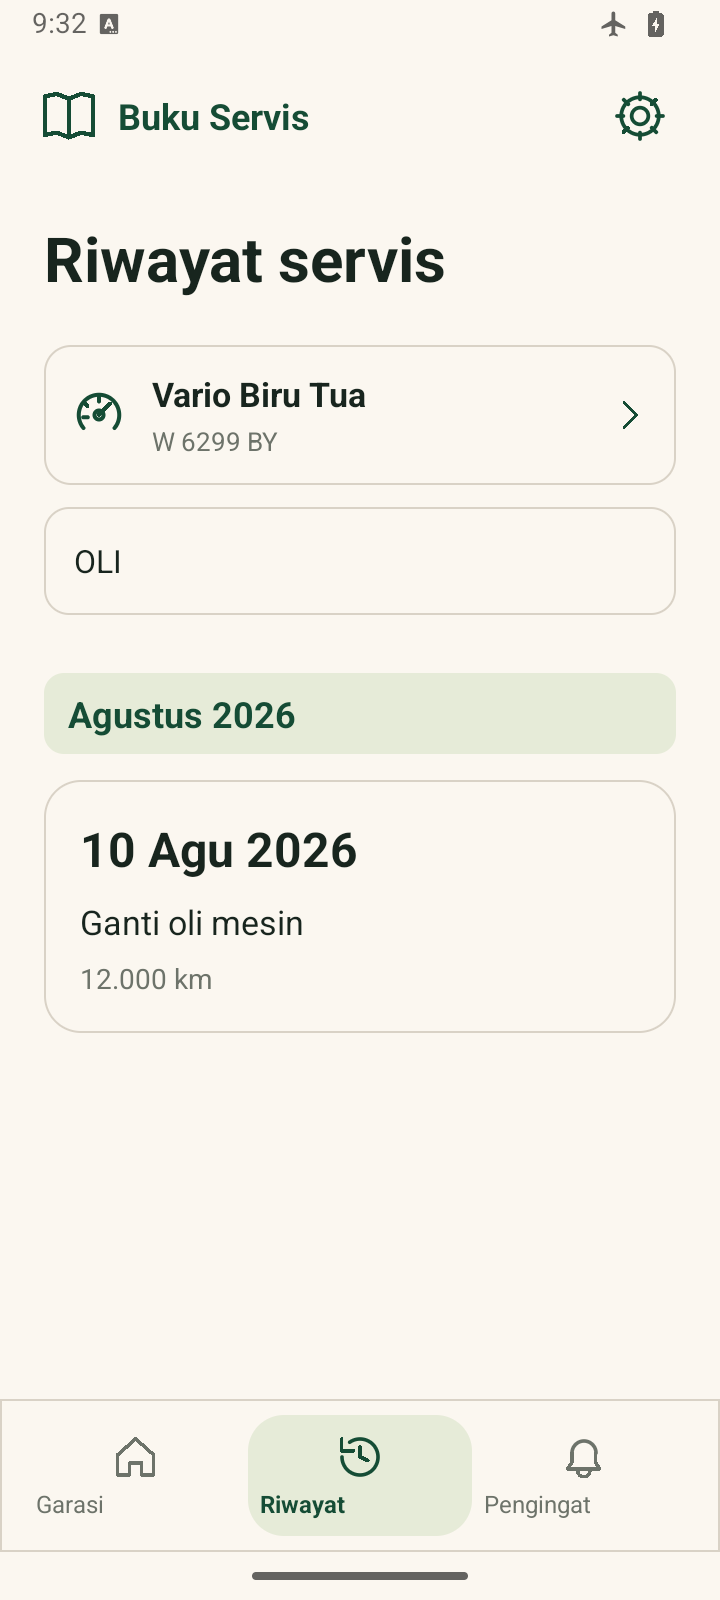 9:32
Buku Servis
Riwayat servis
Vario Biru Tua
W 6299 BY
OLI
Agustus 2026
10 Agu 2026
Ganti oli mesin
12.000 km
Garasi
Riwayat
Pengingat